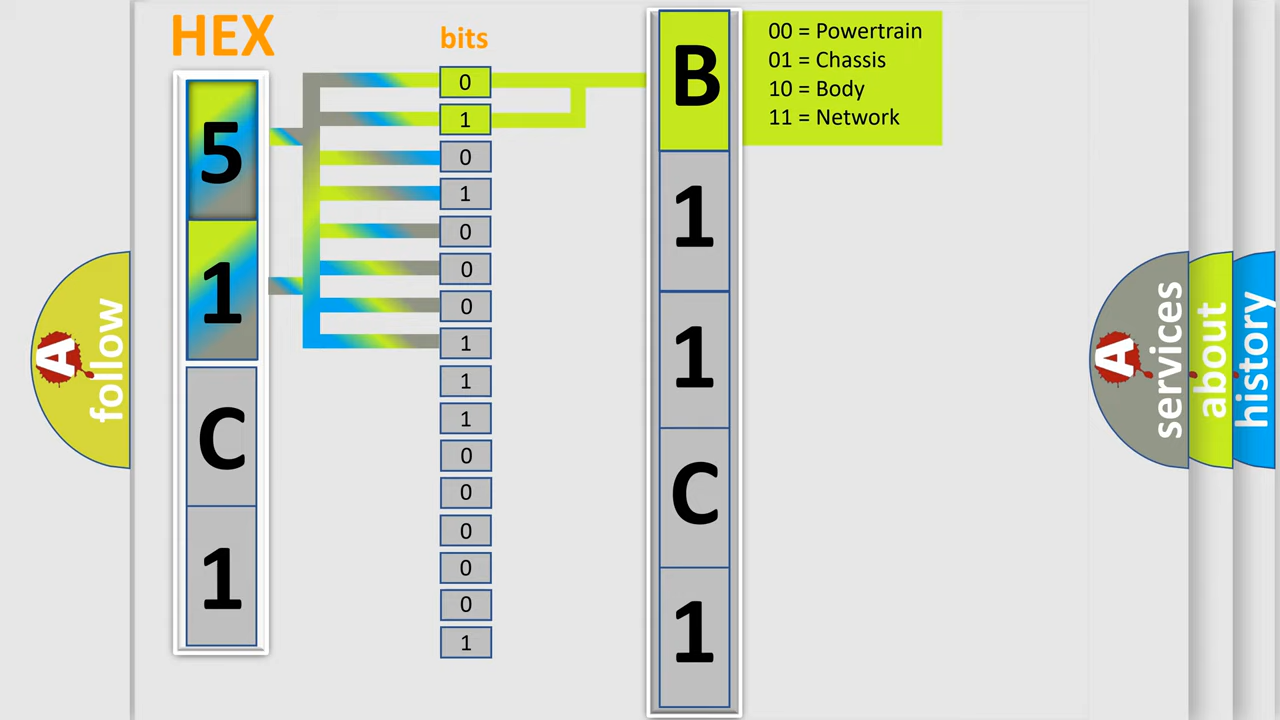 HEX
bits
5
1
C
1
0
1
0
1
0
0
0
1
1
1
0
0
0
0
0
1
B
1
1
C
1
00 = Powertrain
01 = Chassis
10 = Body
11 = Network
A
follow
A
services
about
history